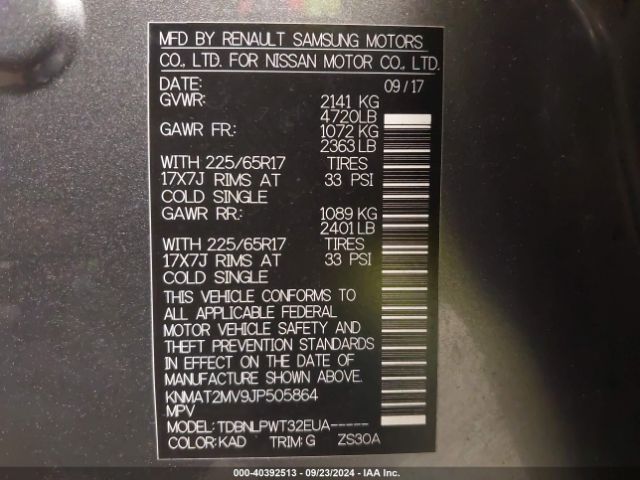 MFD BY RENAULT SAMSUNG MOTORS
CO., LTD. FOR NISSAN MOTOR CO., LTD.
DATE: 09/17
GVWR: 2141 KG
4720LB
GAWR FR: 1072 KG
2363LB
WITH 225/65R17 TIRES
17X7J RIMS AT 33 PSI
COLD SINGLE
GAWR RR: 1089 KG
2401LB
WITH 225/65R17 TIRES
17X7J RIMS AT 33 PSI
COLD SINGLE
THIS VEHICLE CONFORMS TO
ALL APPLICABLE FEDERAL
MOTOR VEHICLE SAFETY AND
THEFT PREVENTION STANDARDS
IN EFFECT ON THE DATE OF
MANUFACTURE SHOWN ABOVE.
KNMAT2MV9JP505864
MPV
MODEL: TDBNLPWT32EUA-----
COLOR: KAD TRIM: G ZS30A
000-40392513 - 09/23/2024 - IAA Inc.